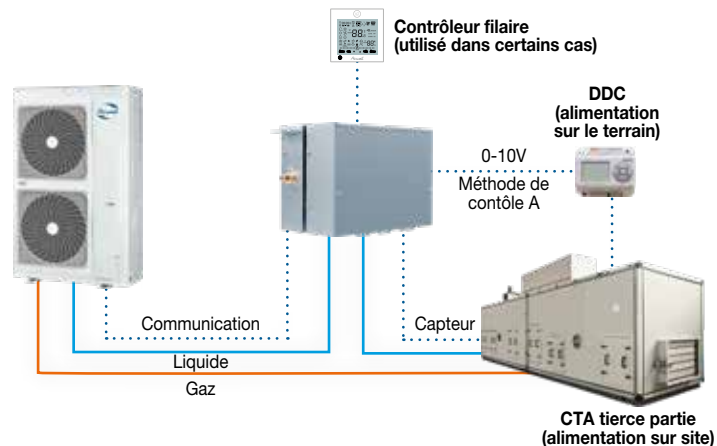 Contrôleur filaire
(utilisé dans certains cas)
DDC
(alimentation
sur le terrain)
0-10V
Méthode de
contôle A
Communication
Capteur
Liquide
Gaz
CTA tierce partie
(alimentation sur site)